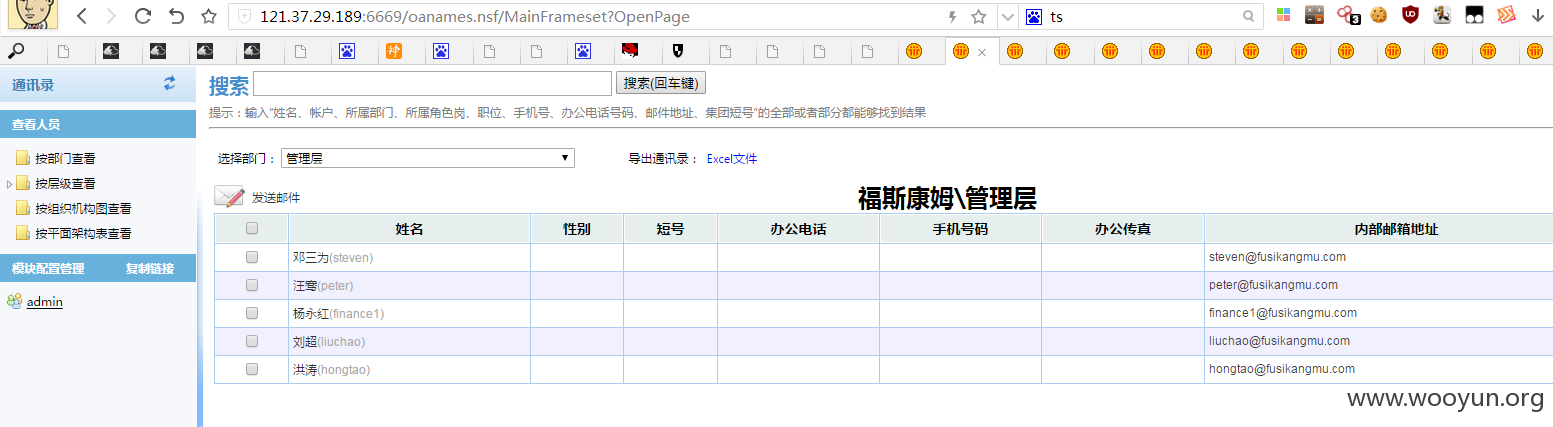 121.37.29.189:6669/oanames.nsf/MainFrameset?OpenPage
ts
3
神
通讯录
搜索 搜索(回车键)
提示：输入“姓名、帐户、所属部门、所属角色岗、职位、手机号、办公电话号码、邮件地址、集团短号”的全部或者部分都能够找到结果
查看人员
按部门查看
按层级查看
按组织机构图查看
按平面架构表查看
模块配置管理 复制链接
admin
选择部门： 管理层 导出通讯录： Excel文件
发送邮件
福斯康姆\管理层
姓名 性别 短号 办公电话 手机号码 办公传真 内部邮箱地址
邓三为(steven) steven@fusikangmu.com
汪骞(peter) peter@fusikangmu.com
杨永红(finance1) finance1@fusikangmu.com
刘超(liuchao) liuchao@fusikangmu.com
洪涛(hongtao) hongtao@fusikangmu.com
www.wooyun.org